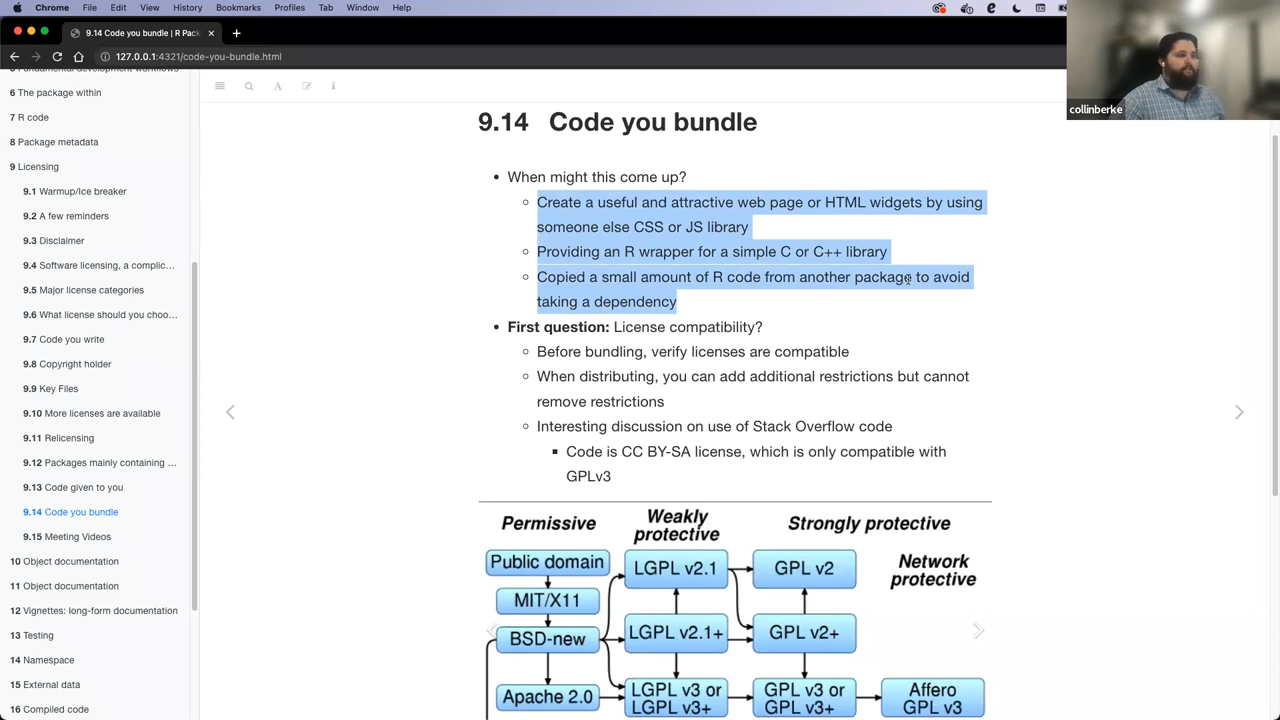 Chrome File Edit View History Bookmarks Profiles Tab Window Help
9.14 Code you bundle | R Pack
127.0.0.1:4321/code-you-bundle.html
collinberke
5 Fundamental development workflows
6 The package within
7 R code
8 Package metadata
9 Licensing
9.1 Warmup/Ice breaker
9.2 A few reminders
9.3 Disclaimer
9.4 Software licensing, a complic…
9.5 Major license categories
9.6 What license should you choo…
9.7 Code you write
9.8 Copyright holder
9.9 Key Files
9.10 More licenses are available
9.11 Relicensing
9.12 Packages mainly containing …
9.13 Code given to you
9.14 Code you bundle
9.15 Meeting Videos
10 Object documentation
11 Object documentation
12 Vignettes: long-form documentation
13 Testing
14 Namespace
15 External data
16 Compiled code
9.14 Code you bundle
When might this come up?
Create a useful and attractive web page or HTML widgets by using
someone else CSS or JS library
Providing an R wrapper for a simple C or C++ library
Copied a small amount of R code from another package to avoid
taking a dependency
First question: License compatibility?
Before bundling, verify licenses are compatible
When distributing, you can add additional restrictions but cannot
remove restrictions
Interesting discussion on use of Stack Overflow code
Code is CC BY-SA license, which is only compatible with
GPLv3
Permissive
Weakly
protective
Strongly protective
Network
protective
Public domain
LGPL v2.1
GPL v2
MIT/X11
BSD-new
LGPL v2.1+
GPL v2+
Apache 2.0
LGPL v3 or
LGPL v3+
GPL v3 or
GPL v3+
Affero
GPL v3